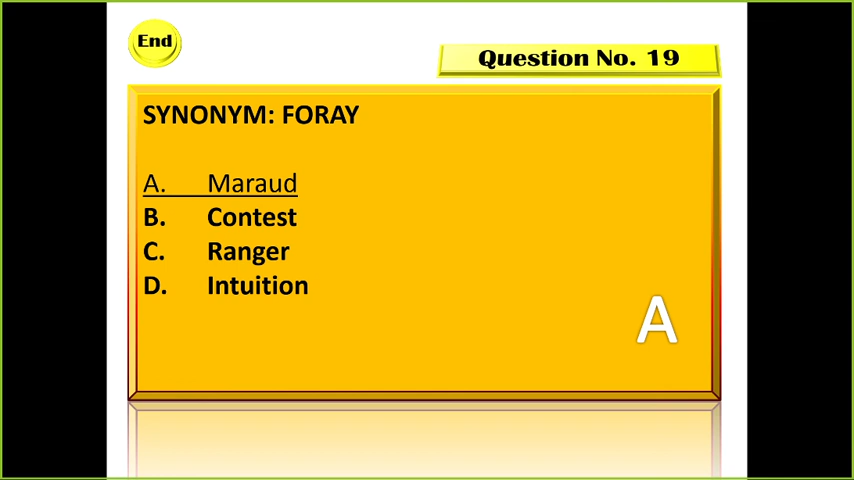 End
Question No. 19
SYNONYM: FORAY
A. Maraud
B. Contest
C. Ranger
D. Intuition
A